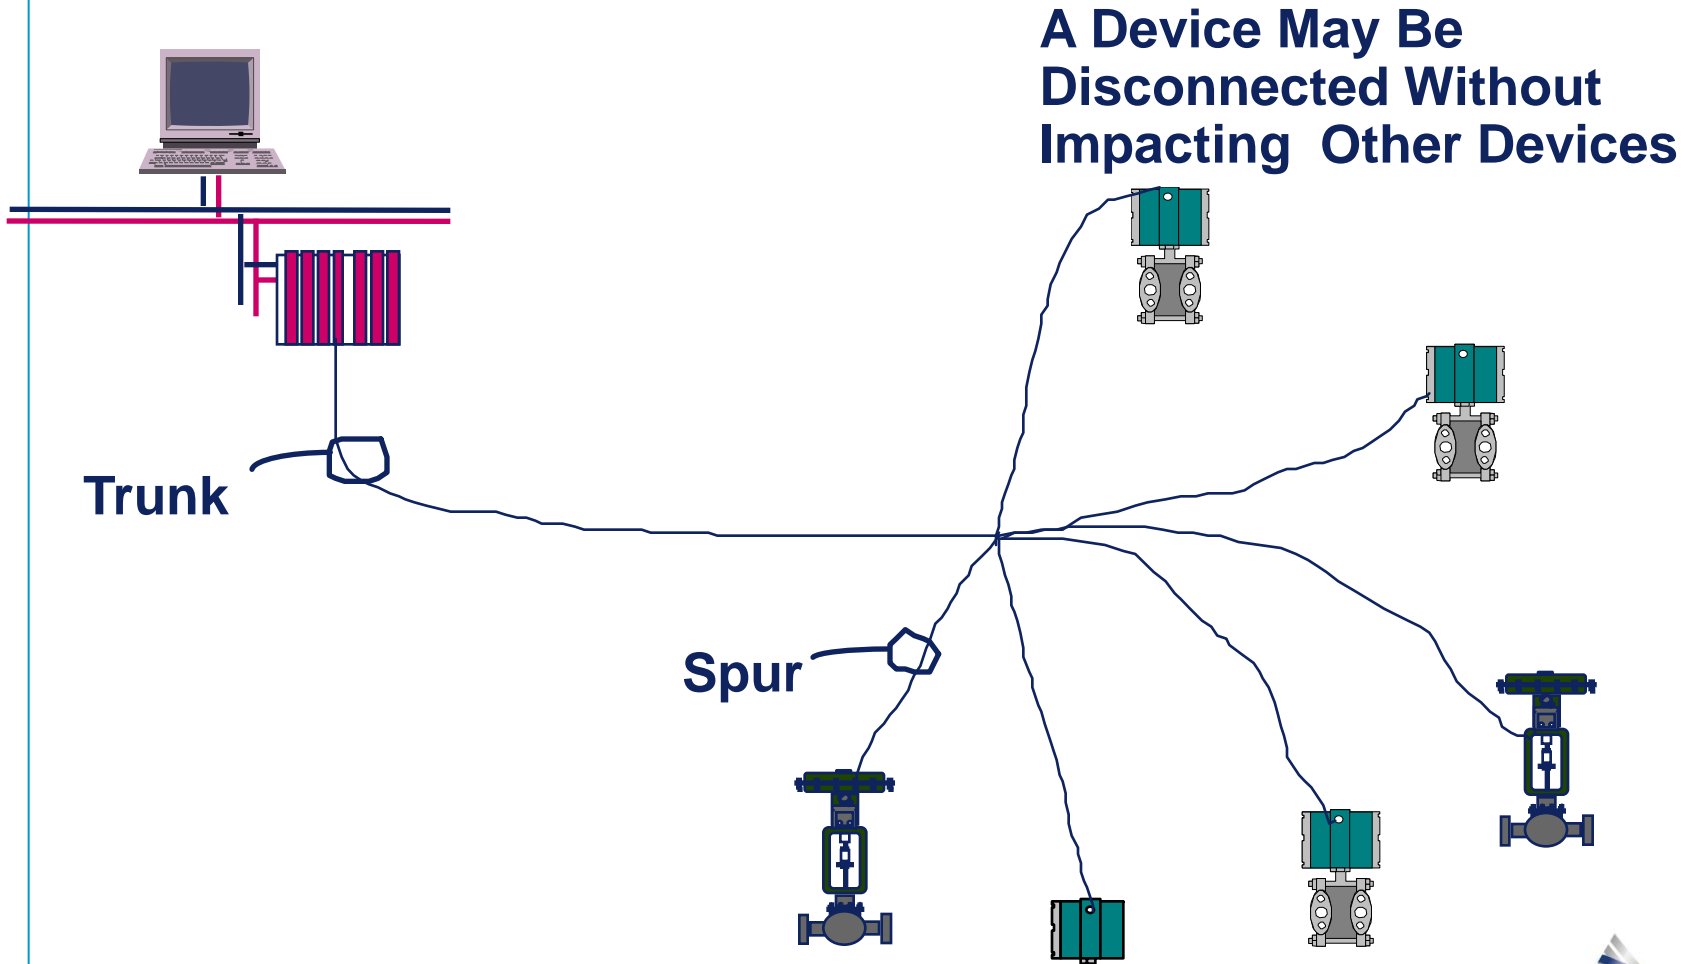 A Device May Be
Disconnected Without
Impacting Other Devices
Trunk
Spur